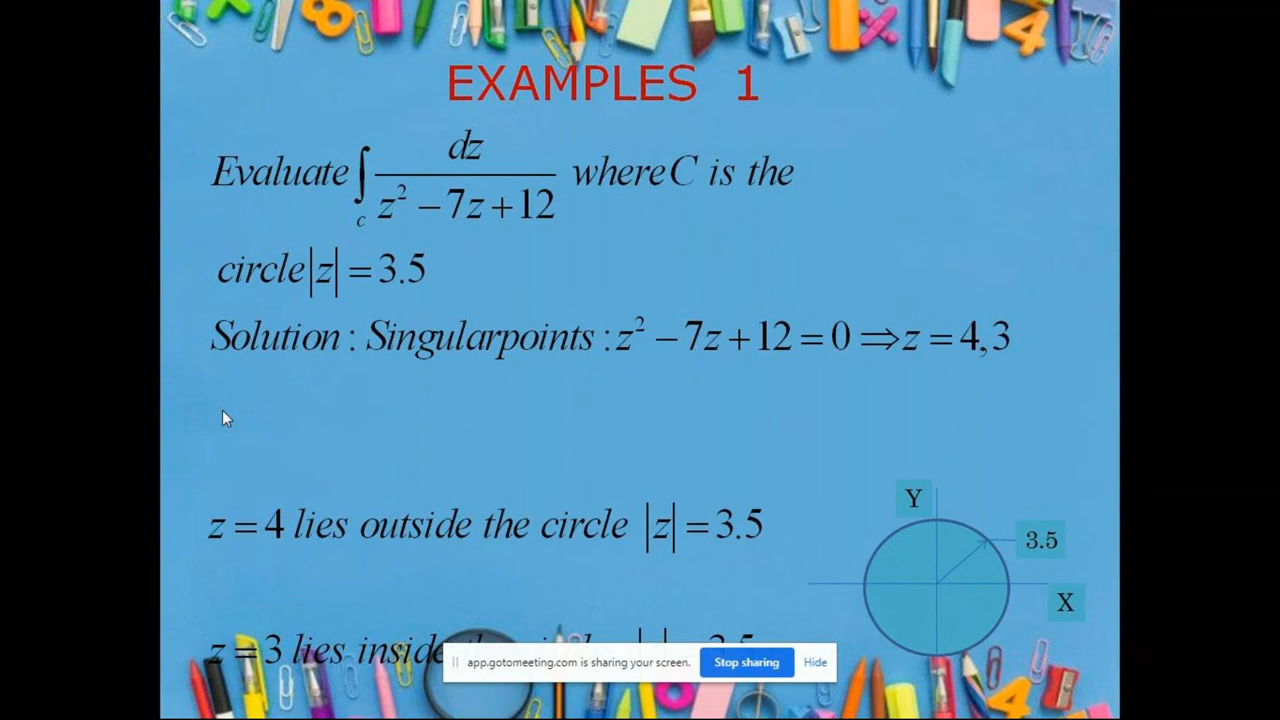 EXAMPLES 1
Evaluate ∫_c dz / (z² − 7z + 12) where C is the
circle |z| = 3.5
Solution : Singular points : z² − 7z + 12 = 0 ⇒ z = 4, 3
z = 4 lies outside the circle |z| = 3.5
Y
3.5
X
z = 3 lies inside
app.gotomeeting.com is sharing your screen. Stop sharing Hide